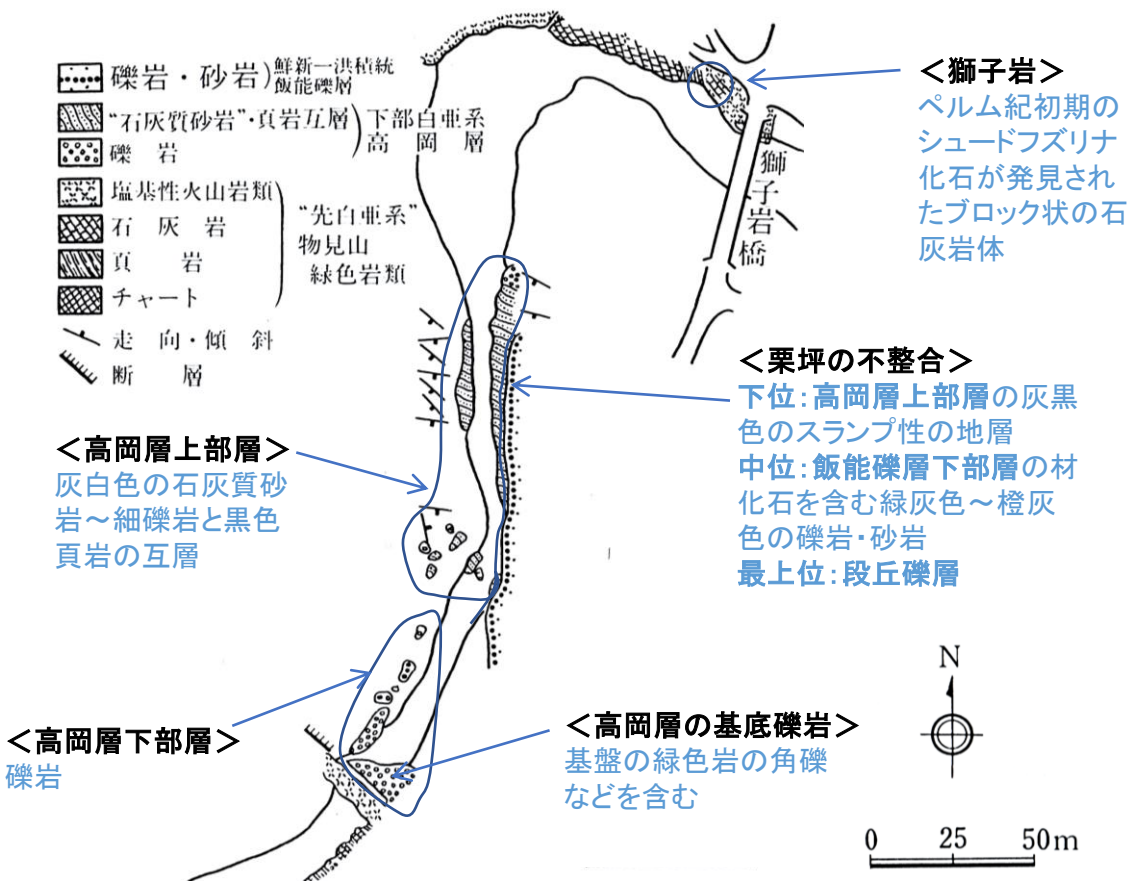 礫岩・砂岩）鮮新一洪積統
飯能礫層
“石灰質砂岩”・頁岩互層）下部白亜系
礫　岩　高　岡　層
塩基性火山岩類
石　灰　岩
頁　　岩
チャート
“先白亜系”
物見山
緑色岩類
走　向・傾　斜
断　　層
獅子岩橋
＜獅子岩＞
ペルム紀初期の
シュードフズリナ
化石が発見され
たブロック状の石
灰岩体
＜栗坪の不整合＞
下位：高岡層上部層の灰黒
色のスランプ性の地層
中位：飯能礫層下部層の材
化石を含む緑灰色～橙灰
色の礫岩・砂岩
最上位：段丘礫層
＜高岡層上部層＞
灰白色の石灰質砂
岩～細礫岩と黒色
頁岩の互層
＜高岡層下部層＞
礫岩
＜高岡層の基底礫岩＞
基盤の緑色岩の角礫
などを含む
N
0　25　50m